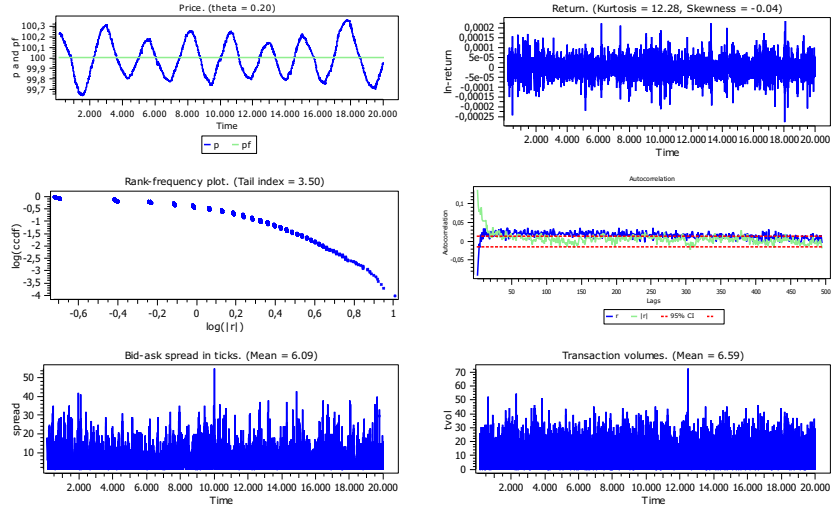 Price. (theta = 0.20)
100,3
100,2
100,1
100
99,9
99,8
99,7
p and pf
2.000 4.000 6.000 8.000 10.000 12.000 14.000 16.000 18.000 20.000
Time
p pf
Return. (Kurtosis = 12.28, Skewness = -0.04)
0,0002
0,00015
0,0001
5e-05
0
-5e-05
-0,0001
-0,00015
-0,0002
-0,00025
ln-return
2.000 4.000 6.000 8.000 10.000 12.000 14.000 16.000 18.000 20.000
Time
Rank-frequency plot. (Tail index = 3.50)
0
-0,5
-1
-1,5
-2
-2,5
-3
-3,5
-4
log(ccdf)
-0,6 -0,4 -0,2 0 0,2 0,4 0,6 0,8 1
log(|r|)
Autocorrelation
0,1
0,05
0
-0,05
Autocorrelation
50 100 150 200 250 300 350 400 450 500
Lags
r |r| 95% CI
Bid-ask spread in ticks. (Mean = 6.09)
50
40
30
20
10
spread
2.000 4.000 6.000 8.000 10.000 12.000 14.000 16.000 18.000 20.000
Time
Transaction volumes. (Mean = 6.59)
70
60
50
40
30
20
10
0
tvol
2.000 4.000 6.000 8.000 10.000 12.000 14.000 16.000 18.000 20.000
Time